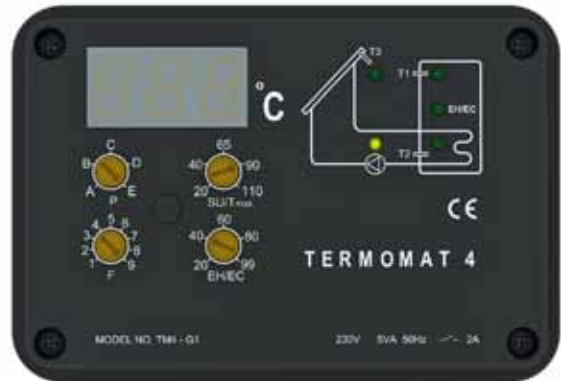 T3
T1
°C
EH/EC
T2
C
B D
A E
P
65
40 90
20 110
SU/Tmax
CE
5
4 6
3 7
2 8
1 9
F
60
40 80
20 99
EH/EC
TERMOMAT 4
MODEL NO. TM4 - G1 230V 5VA 50Hz 2A